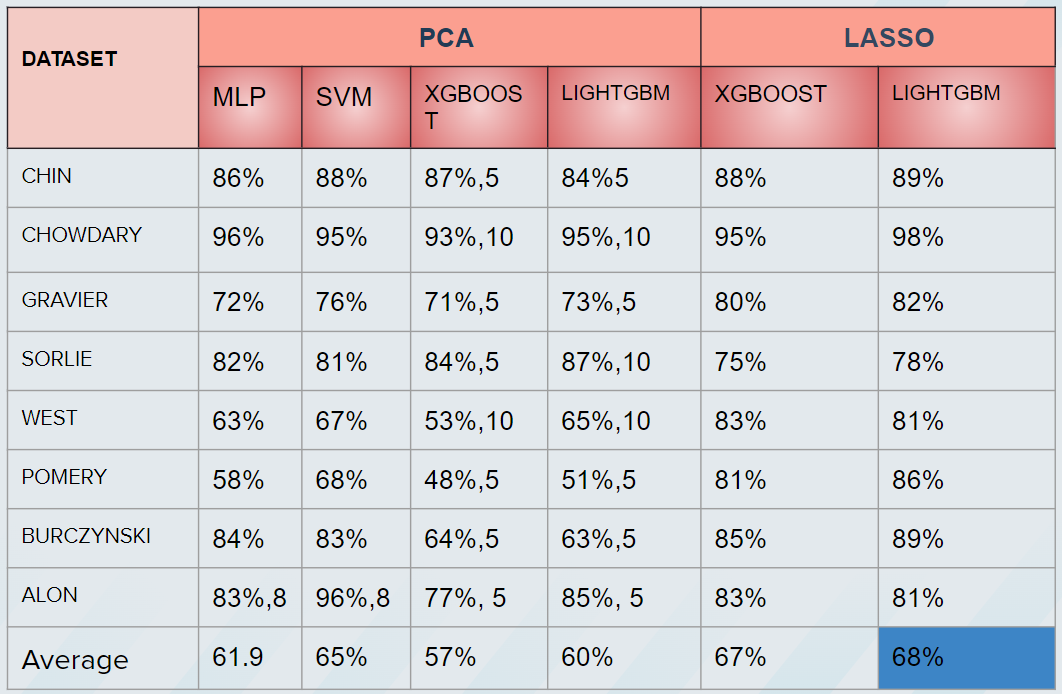 DATASET PCA LASSO
MLP SVM XGBOOS LIGHTGBM XGBOOST LIGHTGBM
T
CHIN 86% 88% 87%,5 84%5 88% 89%
CHOWDARY 96% 95% 93%,10 95%,10 95% 98%
GRAVIER 72% 76% 71%,5 73%,5 80% 82%
SORLIE 82% 81% 84%,5 87%,10 75% 78%
WEST 63% 67% 53%,10 65%,10 83% 81%
POMERY 58% 68% 48%,5 51%,5 81% 86%
BURCZYNSKI 84% 83% 64%,5 63%,5 85% 89%
ALON 83%,8 96%,8 77%, 5 85%, 5 83% 81%
Average 61.9 65% 57% 60% 67% 68%